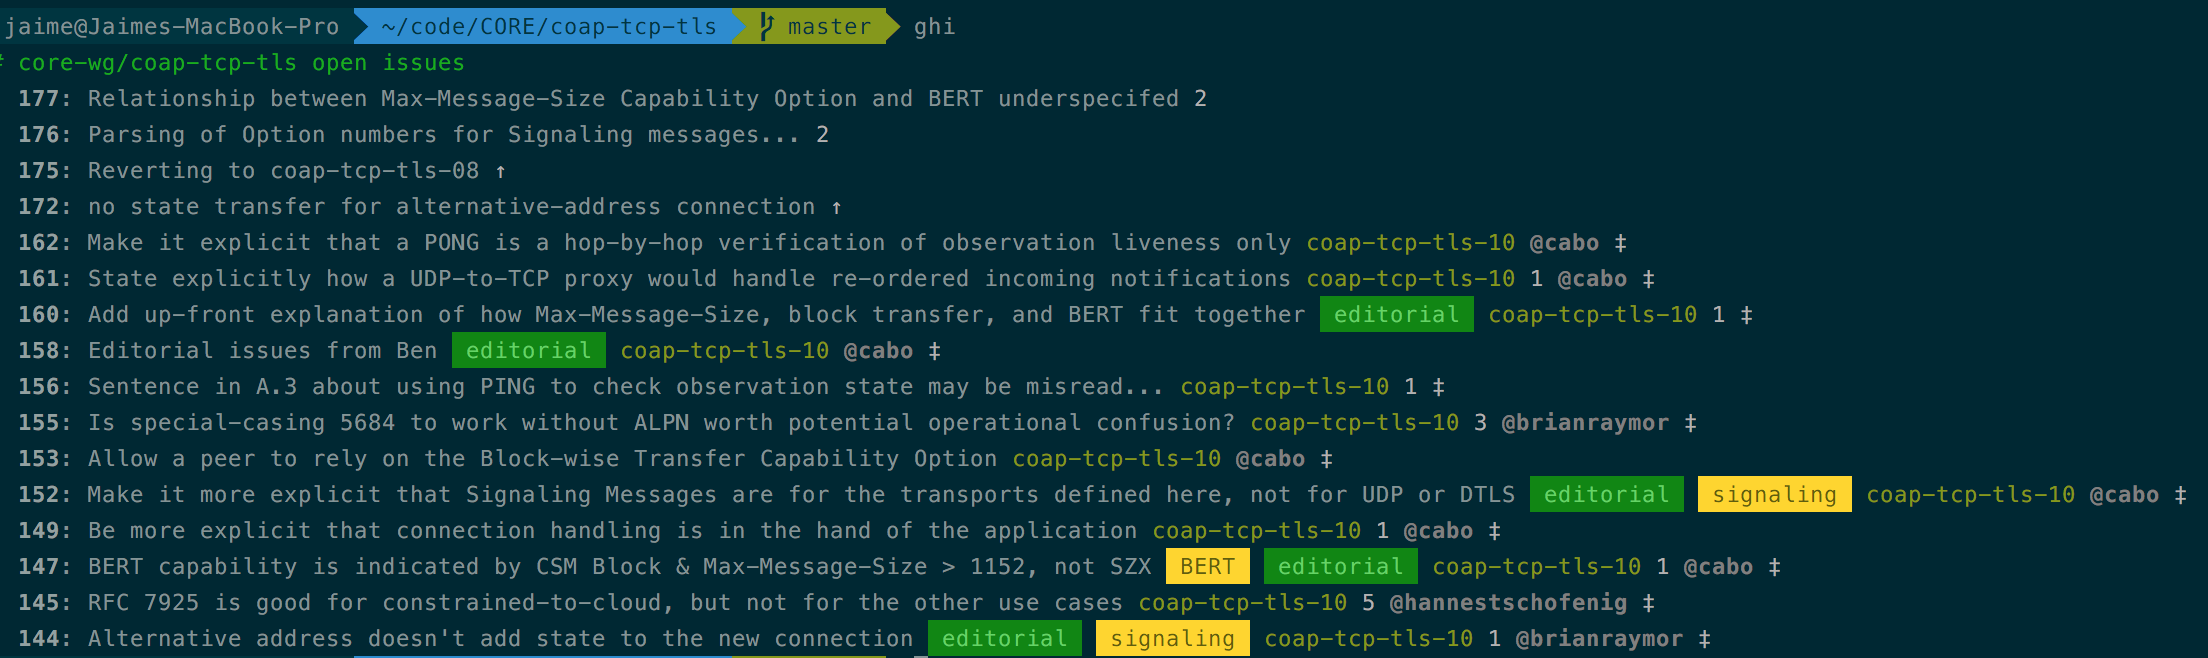 jaime@Jaimes-MacBook-Pro ~/code/CORE/coap-tcp-tls master ghi
# core-wg/coap-tcp-tls open issues
177: Relationship between Max-Message-Size Capability Option and BERT underspecifed 2
176: Parsing of Option numbers for Signaling messages... 2
175: Reverting to coap-tcp-tls-08 ↑
172: no state transfer for alternative-address connection ↑
162: Make it explicit that a PONG is a hop-by-hop verification of observation liveness only coap-tcp-tls-10 @cabo ‡
161: State explicitly how a UDP-to-TCP proxy would handle re-ordered incoming notifications coap-tcp-tls-10 1 @cabo ‡
160: Add up-front explanation of how Max-Message-Size, block transfer, and BERT fit together editorial coap-tcp-tls-10 1 ‡
158: Editorial issues from Ben editorial coap-tcp-tls-10 @cabo ‡
156: Sentence in A.3 about using PING to check observation state may be misread... coap-tcp-tls-10 1 ‡
155: Is special-casing 5684 to work without ALPN worth potential operational confusion? coap-tcp-tls-10 3 @brianraymor ‡
153: Allow a peer to rely on the Block-wise Transfer Capability Option coap-tcp-tls-10 @cabo ‡
152: Make it more explicit that Signaling Messages are for the transports defined here, not for UDP or DTLS editorial signaling coap-tcp-tls-10 @cabo ‡
149: Be more explicit that connection handling is in the hand of the application coap-tcp-tls-10 1 @cabo ‡
147: BERT capability is indicated by CSM Block & Max-Message-Size > 1152, not SZX BERT editorial coap-tcp-tls-10 1 @cabo ‡
145: RFC 7925 is good for constrained-to-cloud, but not for the other use cases coap-tcp-tls-10 5 @hannestschofenig ‡
144: Alternative address doesn't add state to the new connection editorial signaling coap-tcp-tls-10 1 @brianraymor ‡